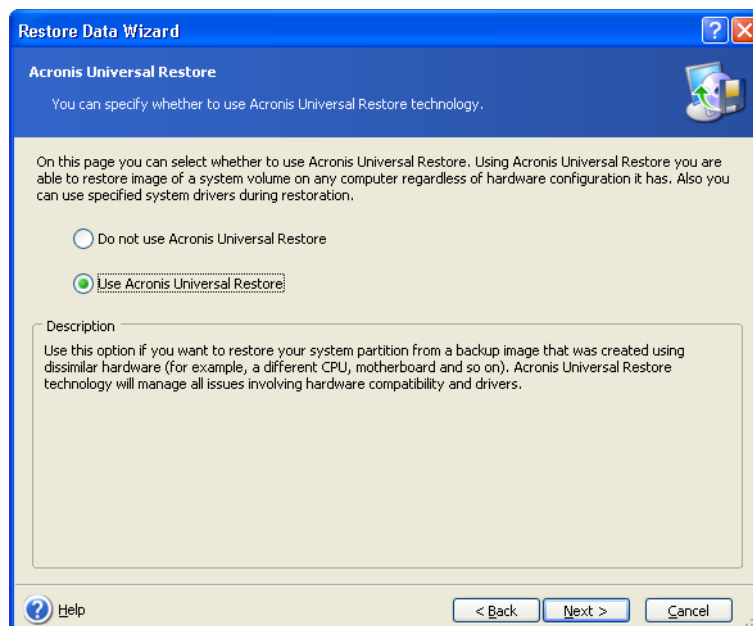 Restore Data Wizard
Acronis Universal Restore
You can specify whether to use Acronis Universal Restore technology.
On this page you can select whether to use Acronis Universal Restore. Using Acronis Universal Restore you are
able to restore image of a system volume on any computer regardless of hardware configuration it has. Also you
can use specified system drivers during restoration.
Do not use Acronis Universal Restore
Use Acronis Universal Restore
Description
Use this option if you want to restore your system partition from a backup image that was created using
dissimilar hardware (for example, a different CPU, motherboard and so on). Acronis Universal Restore
technology will manage all issues involving hardware compatibility and drivers.
Help
< Back
Next >
Cancel